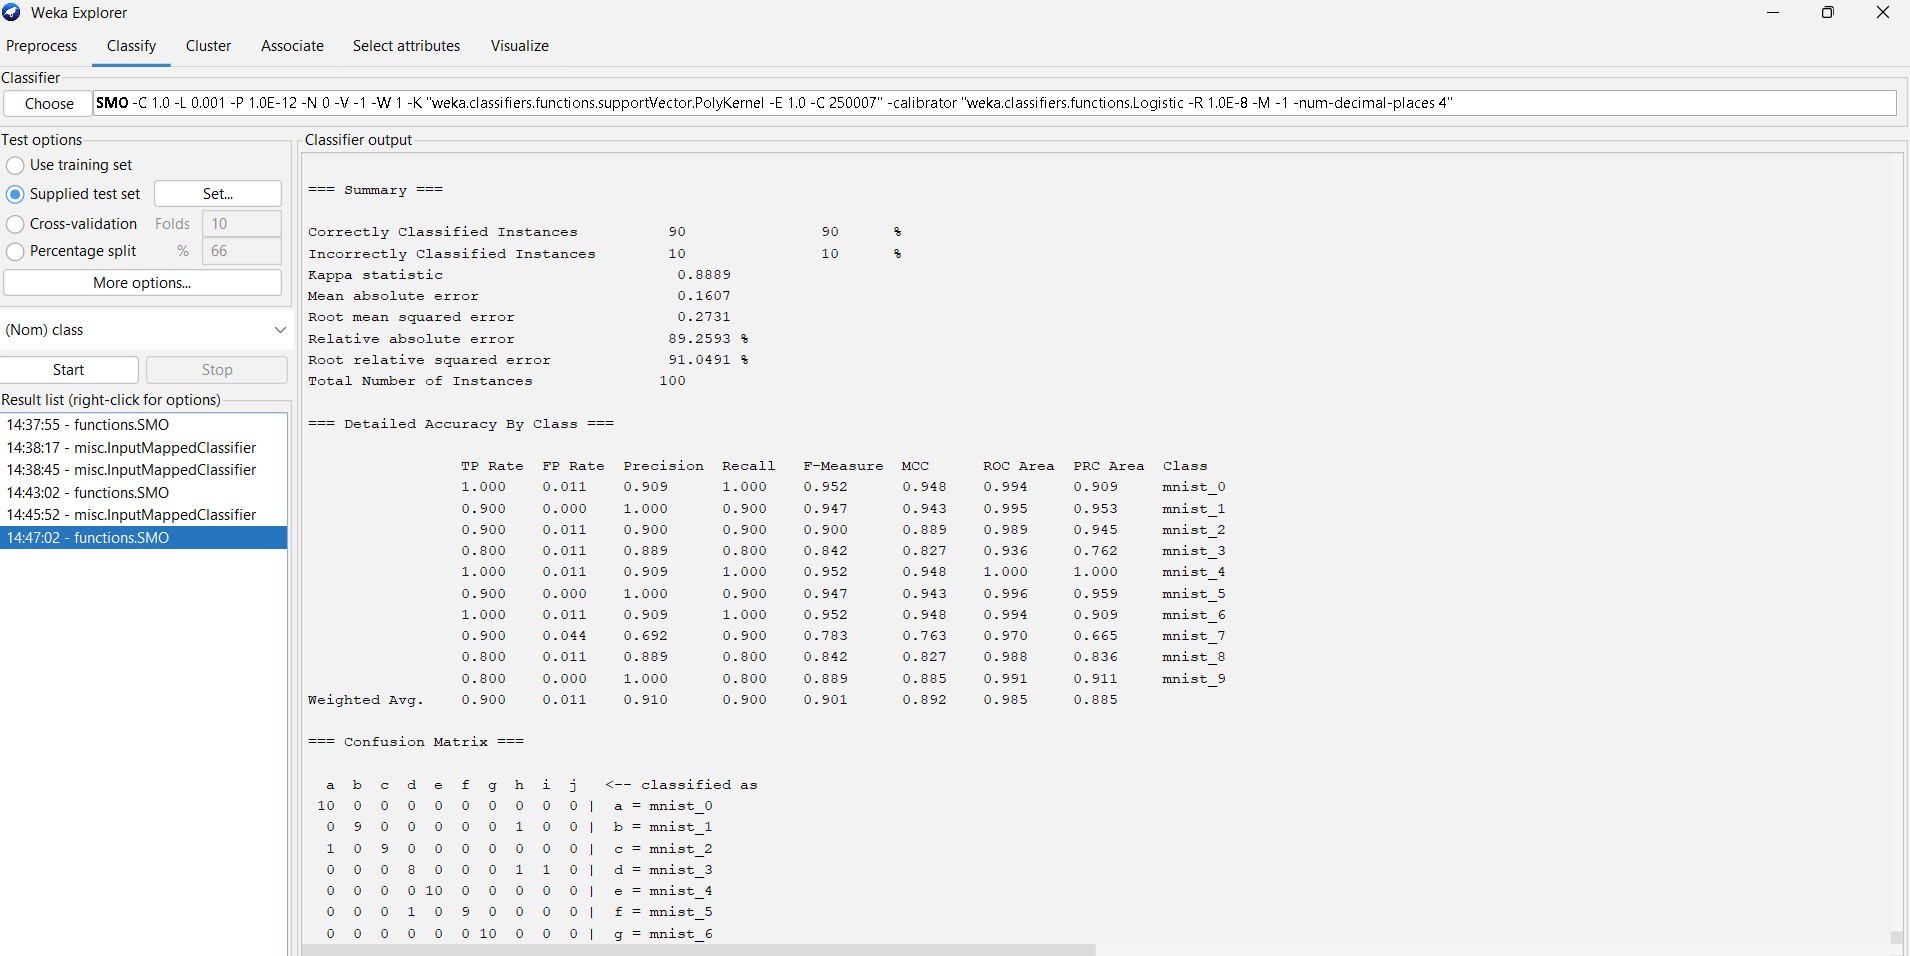 Weka Explorer
Preprocess Classify Cluster Associate Select attributes Visualize
Classifier
Choose SMO -C 1.0 -L 0.001 -P 1.0E-12 -N 0 -V -1 -W 1 -K "weka.classifiers.functions.supportVector.PolyKernel -E 1.0 -C 250007" -calibrator "weka.classifiers.functions.Logistic -R 1.0E-8 -M -1 -num-decimal-places 4"
Test options
Use training set
Supplied test set Set...
Cross-validation Folds 10
Percentage split % 66
More options...
(Nom) class
Start Stop
Result list (right-click for options)
14:37:55 - functions.SMO
14:38:17 - misc.InputMappedClassifier
14:38:45 - misc.InputMappedClassifier
14:43:02 - functions.SMO
14:45:52 - misc.InputMappedClassifier
14:47:02 - functions.SMO
Classifier output
=== Summary ===
Correctly Classified Instances 90 90 %
Incorrectly Classified Instances 10 10 %
Kappa statistic 0.8889
Mean absolute error 0.1607
Root mean squared error 0.2731
Relative absolute error 89.2593 %
Root relative squared error 91.0491 %
Total Number of Instances 100
=== Detailed Accuracy By Class ===
TP Rate FP Rate Precision Recall F-Measure MCC ROC Area PRC Area Class
1.000 0.011 0.909 1.000 0.952 0.948 0.994 0.909 mnist_0
0.900 0.000 1.000 0.900 0.947 0.943 0.995 0.953 mnist_1
0.900 0.011 0.900 0.900 0.900 0.889 0.989 0.945 mnist_2
0.800 0.011 0.889 0.800 0.842 0.827 0.936 0.762 mnist_3
1.000 0.011 0.909 1.000 0.952 0.948 1.000 1.000 mnist_4
0.900 0.000 1.000 0.900 0.947 0.943 0.996 0.959 mnist_5
1.000 0.011 0.909 1.000 0.952 0.948 0.994 0.909 mnist_6
0.900 0.044 0.692 0.900 0.783 0.763 0.970 0.665 mnist_7
0.800 0.011 0.889 0.800 0.842 0.827 0.988 0.836 mnist_8
0.800 0.000 1.000 0.800 0.889 0.885 0.991 0.911 mnist_9
Weighted Avg. 0.900 0.011 0.910 0.900 0.901 0.892 0.985 0.885
=== Confusion Matrix ===
a b c d e f g h i j <-- classified as
10 0 0 0 0 0 0 0 0 0 | a = mnist_0
0 9 0 0 0 0 0 1 0 0 | b = mnist_1
1 0 9 0 0 0 0 0 0 0 | c = mnist_2
0 0 0 8 0 0 0 1 1 0 | d = mnist_3
0 0 0 0 10 0 0 0 0 0 | e = mnist_4
0 0 0 1 0 9 0 0 0 0 | f = mnist_5
0 0 0 0 0 0 10 0 0 0 | g = mnist_6